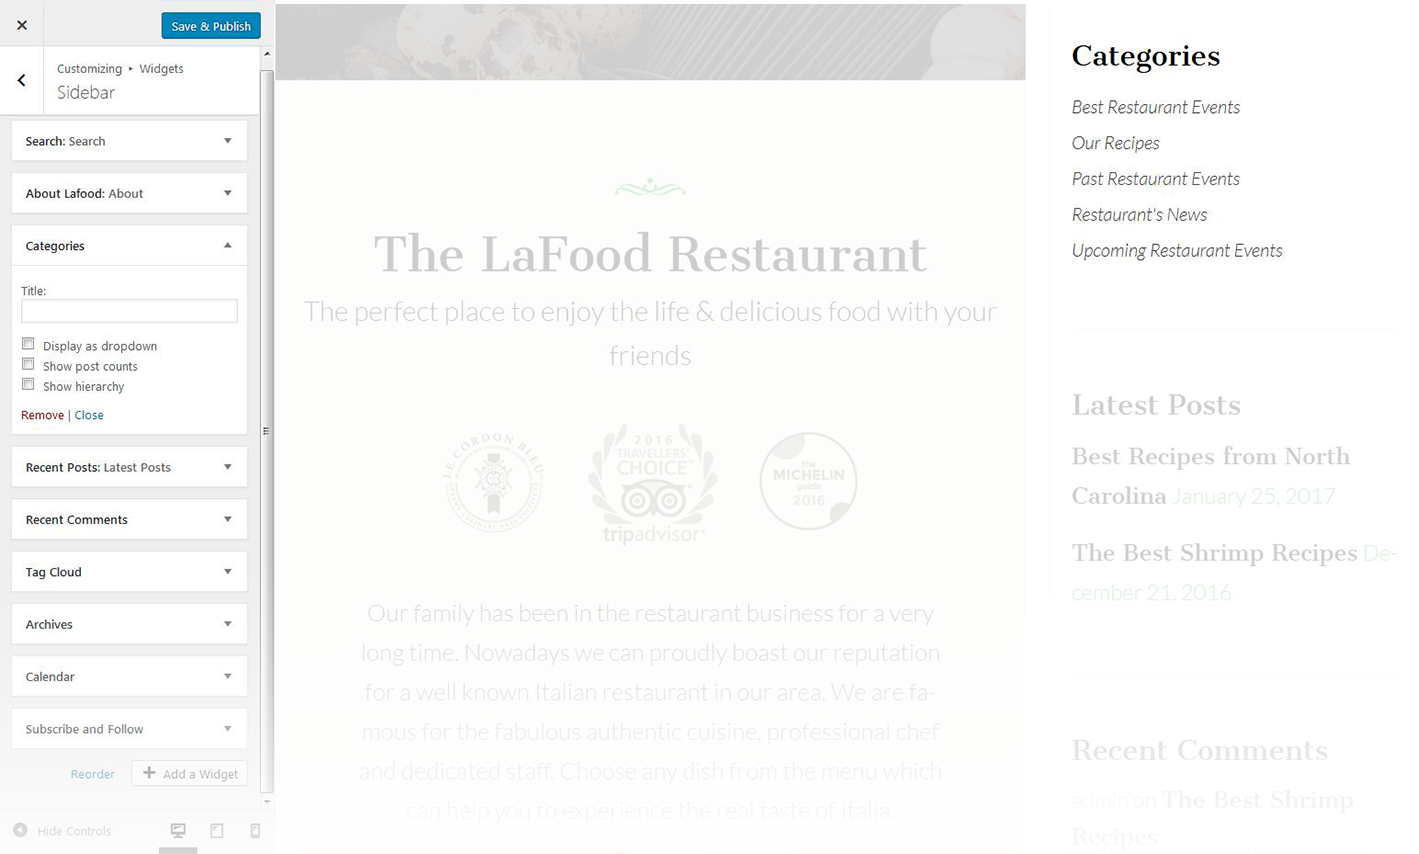 Save & Publish
Customizing ▸ Widgets
Sidebar
Search: Search
About Lafood: About
Categories
Title:
Display as dropdown
Show post counts
Show hierarchy
Remove | Close
Recent Posts: Latest Posts
Recent Comments
Tag Cloud
Archives
Calendar
Subscribe and Follow
Reorder
Add a Widget
Hide Controls
The LaFood Restaurant
The perfect place to enjoy the life & delicious food with your
friends
LE CORDON BLEU
2016
TRAVELLERS'
CHOICE™
tripadvisor®
the
MICHELIN
guide
2016
Our family has been in the restaurant business for a very
long time. Nowadays we can proudly boast our reputation
for a well known Italian restaurant in our area. We are fa-
mous for the fabulous authentic cuisine, professional chef
and dedicated staff. Choose any dish from the menu which
can help you to experience the real taste of Italia.
Categories
Best Restaurant Events
Our Recipes
Past Restaurant Events
Restaurant's News
Upcoming Restaurant Events
Latest Posts
Best Recipes from North
Carolina January 25, 2017
The Best Shrimp Recipes De-
cember 21, 2016
Recent Comments
admin on The Best Shrimp
Recipes